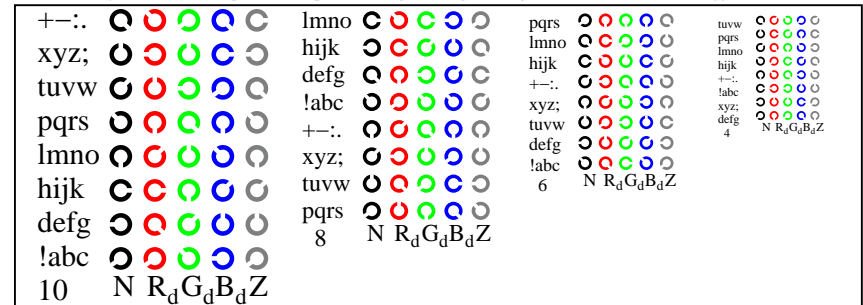 +−:.
xyz;
tuvw
pqrs
lmno
hijk
defg
!abc
10 N RdGdBdZ
lmno
hijk
defg
!abc
+−:.
xyz;
tuvw
pqrs
8 N RdGdBdZ
pqrs
lmno
hijk
+−:.
xyz;
tuvw
defg
!abc
6 N RdGdBdZ
tuvw
pqrs
lmno
hijk
+−:.
!abc
xyz;
defg
4 N RdGdBdZ